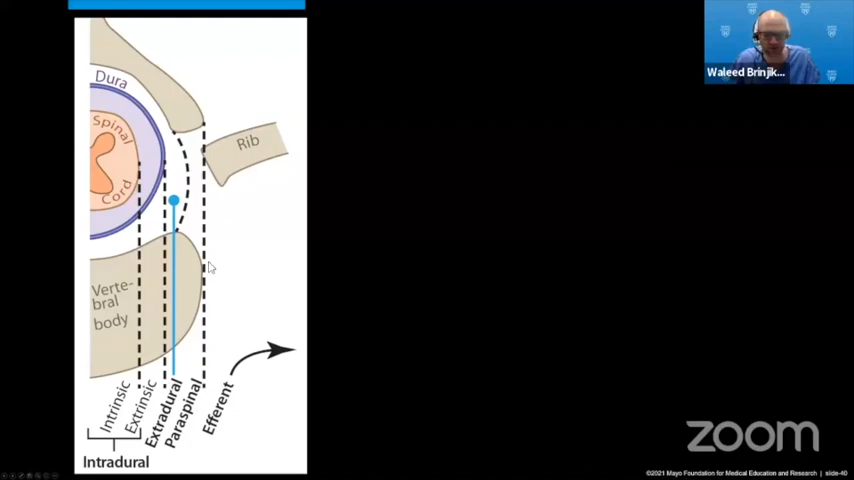 Waleed Brinjik...
Dura
Spinal
Cord
Rib
Verte-
bral
body
Intrinsic
Extrinsic
Extradural
Paraspinal
Efferent
Intradural
zoom
©2021 Mayo Foundation for Medical Education and Research | slide-40